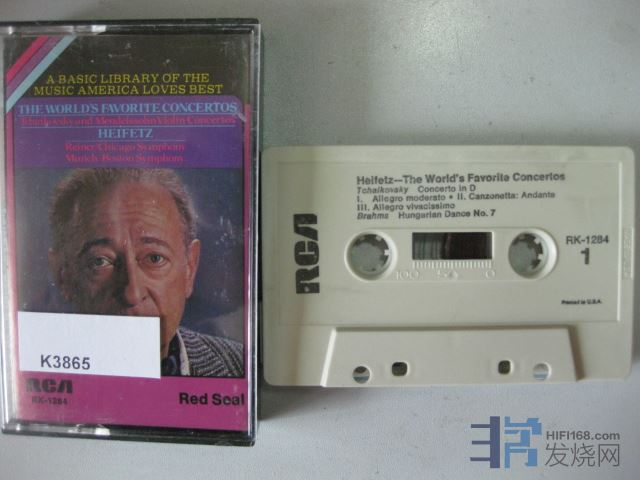 A BASIC LIBRARY OF THE
MUSIC AMERICA LOVES BEST
THE WORLD'S FAVORITE CONCERTOS
Tchaikovsky and Mendelssohn Violin Concertos
HEIFETZ
Reiner/Chicago Symphony
Munch/Boston Symphony
K3865
RCA
RK-1284
Red Seal
Heifetz—The World's Favorite Concertos
Tchaikovsky Concerto in D
I. Allegro moderato • II. Canzonetta: Andante
III. Allegro vivacissimo
Brahms Hungarian Dance No. 7
RCA
RK-1284
1
100 50 0
Printed in U.S.A.
HIFI168.com
发烧网